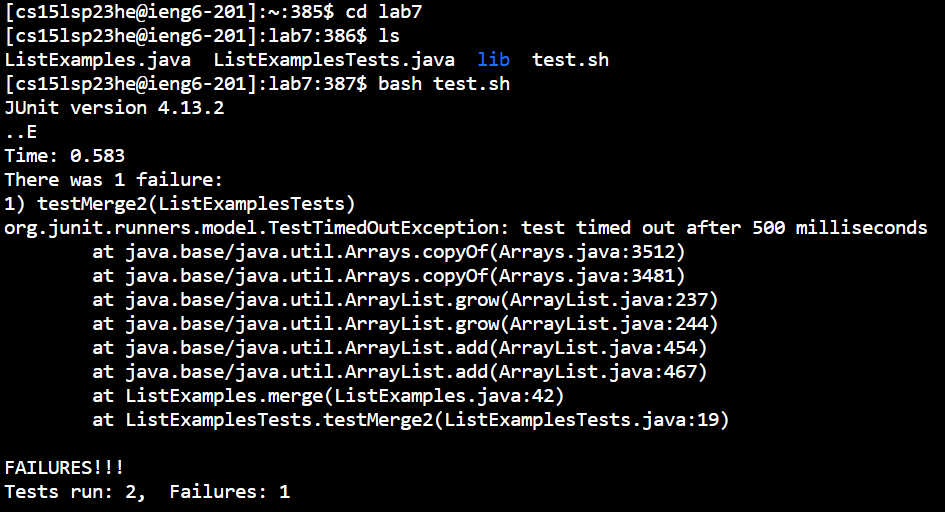 [cs15lsp23he@ieng6-201]:~:385$ cd lab7
[cs15lsp23he@ieng6-201]:lab7:386$ ls
ListExamples.java  ListExamplesTests.java  lib  test.sh
[cs15lsp23he@ieng6-201]:lab7:387$ bash test.sh
JUnit version 4.13.2
..E
Time: 0.583
There was 1 failure:
1) testMerge2(ListExamplesTests)
org.junit.runners.model.TestTimedOutException: test timed out after 500 milliseconds
        at java.base/java.util.Arrays.copyOf(Arrays.java:3512)
        at java.base/java.util.Arrays.copyOf(Arrays.java:3481)
        at java.base/java.util.ArrayList.grow(ArrayList.java:237)
        at java.base/java.util.ArrayList.grow(ArrayList.java:244)
        at java.base/java.util.ArrayList.add(ArrayList.java:454)
        at java.base/java.util.ArrayList.add(ArrayList.java:467)
        at ListExamples.merge(ListExamples.java:42)
        at ListExamplesTests.testMerge2(ListExamplesTests.java:19)
FAILURES!!!
Tests run: 2,  Failures: 1